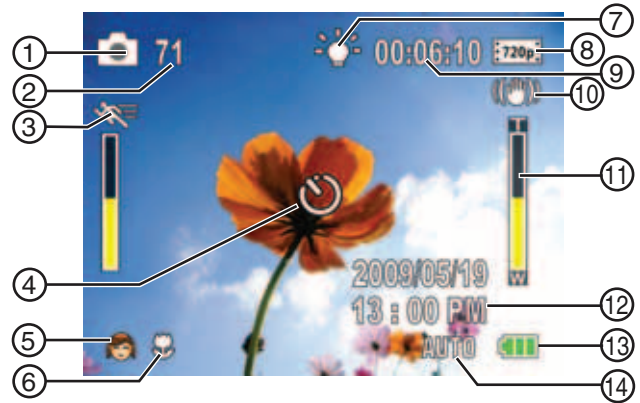 ① 71 ⑦ 00:06:10 720p ⑧
②
⑨
③
⑩
T
⑪
④
W
2009/05/19
13 : 00 PM ⑫
⑤
AUTO ⑬
⑥
⑭